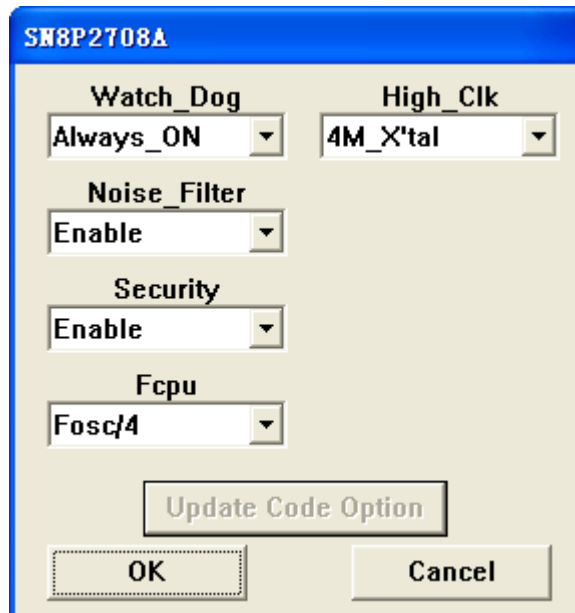 SN8P2708A
Watch_Dog High_Clk
Always_ON 4M_X'tal
Noise_Filter
Enable
Security
Enable
Fcpu
Fosc/4
Update Code Option
OK Cancel